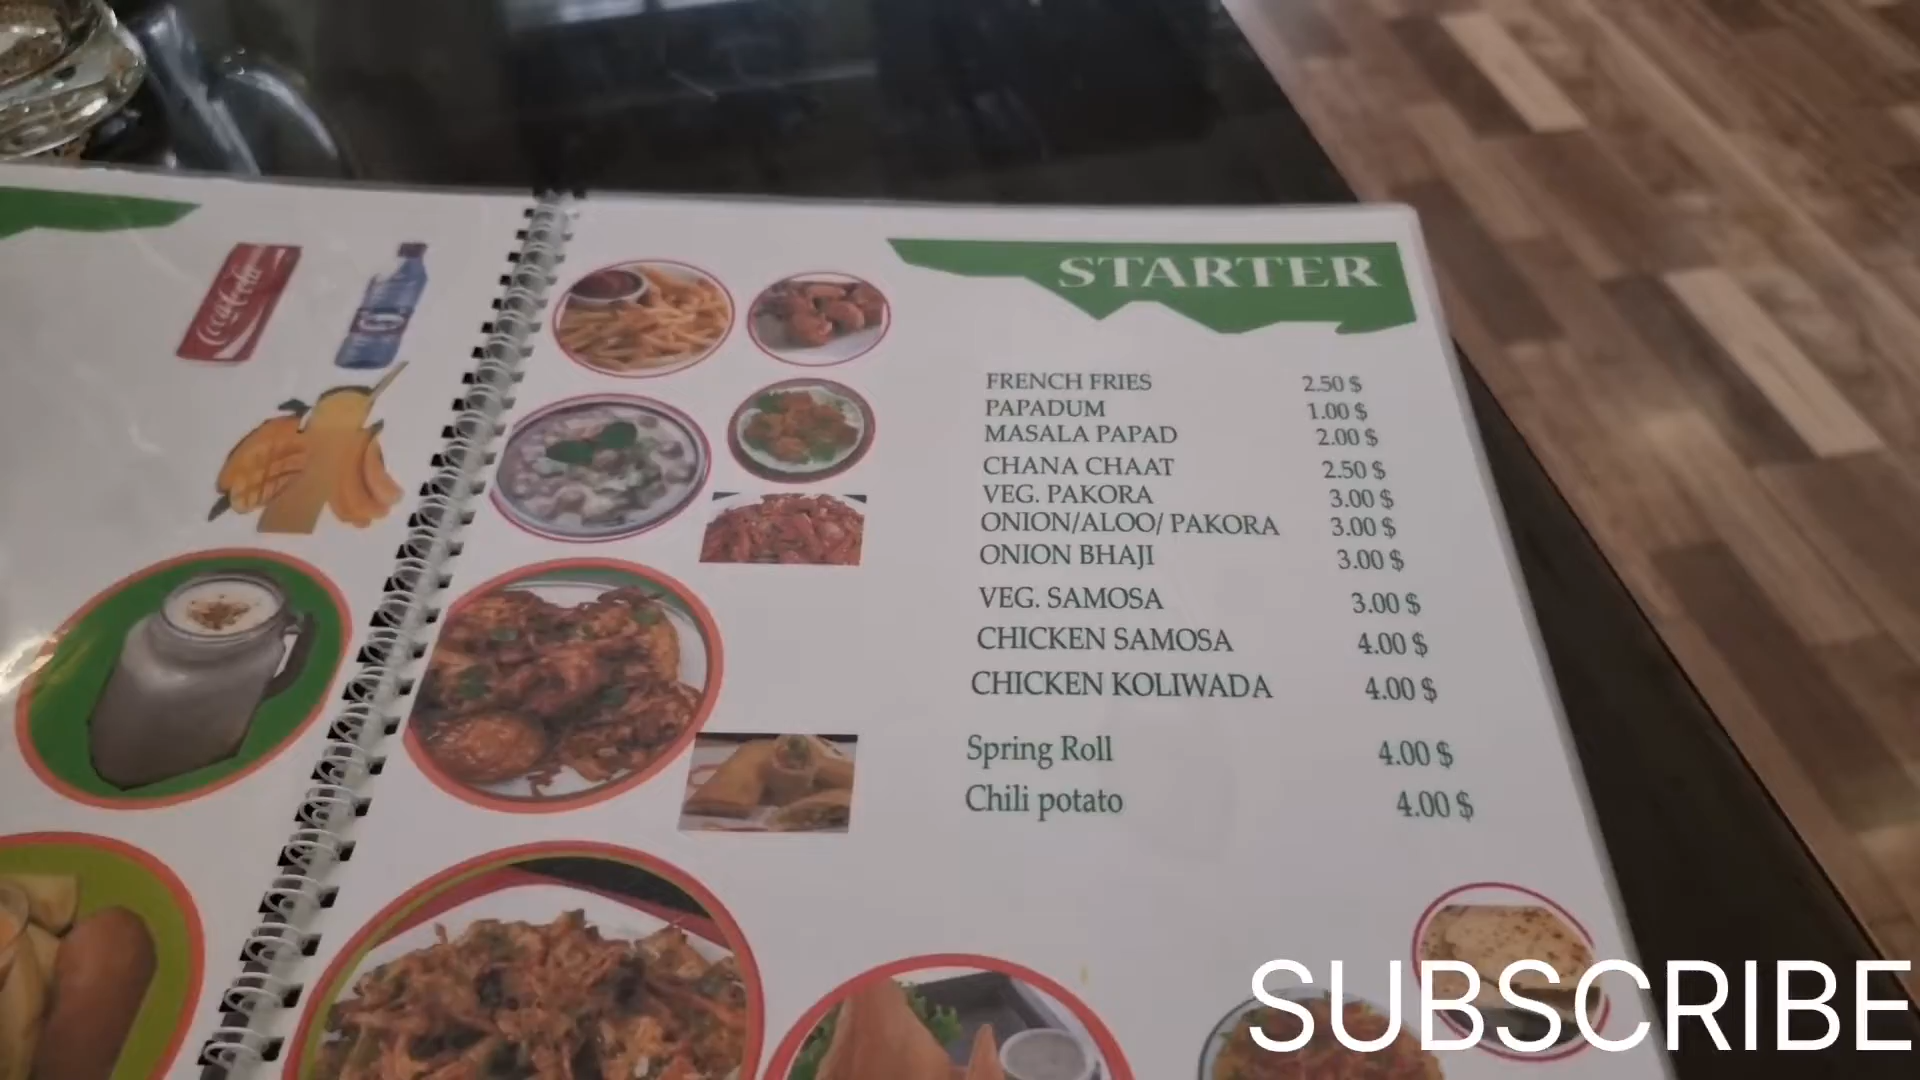 Coca-Cola
STARTER
FRENCH FRIES 2.50 $
PAPADUM 1.00 $
MASALA PAPAD 2.00 $
CHANA CHAAT 2.50 $
VEG. PAKORA 3.00 $
ONION/ALOO/ PAKORA 3.00 $
ONION BHAJI 3.00 $
VEG. SAMOSA 3.00 $
CHICKEN SAMOSA 4.00 $
CHICKEN KOLIWADA 4.00 $
Spring Roll 4.00 $
Chili potato 4.00 $
SUBSCRIBE